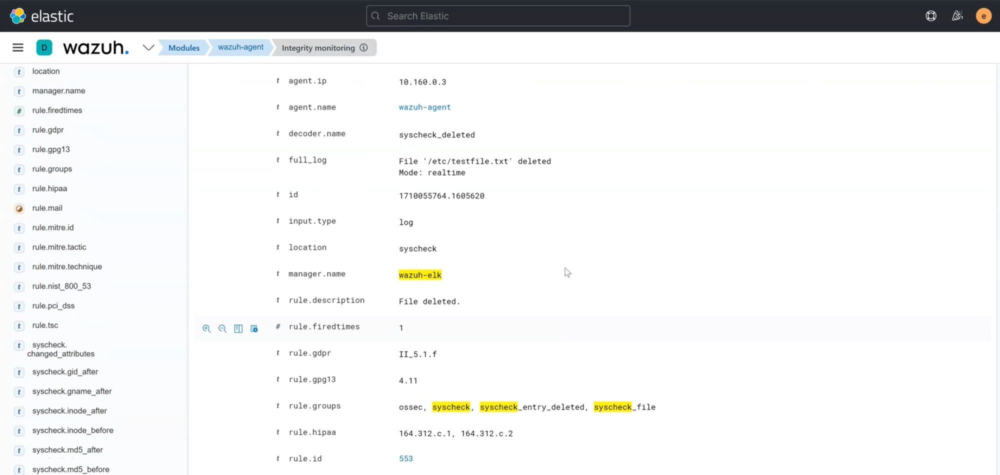 elastic
Search Elastic
e
D
wazuh.
Modules
wazuh-agent
Integrity monitoring
t location
t manager.name
# rule.firedtimes
t rule.gdpr
t rule.gpg13
t rule.groups
t rule.hipaa
rule.mail
t rule.mitre.id
t rule.mitre.tactic
t rule.mitre.technique
t rule.nist_800_53
t rule.pci_dss
t rule.tsc
t syscheck.
changed_attributes
t syscheck.gid_after
t syscheck.gname_after
t syscheck.inode_after
t syscheck.inode_before
t syscheck.md5_after
t syscheck.md5_before
t agent.ip 10.160.0.3
t agent.name wazuh-agent
t decoder.name syscheck_deleted
t full_log File '/etc/testfile.txt' deleted
Mode: realtime
t id 1710055764.1605620
t input.type log
t location syscheck
t manager.name wazuh-elk
t rule.description File deleted.
# rule.firedtimes 1
t rule.gdpr II_5.1.f
t rule.gpg13 4.11
t rule.groups ossec, syscheck, syscheck_entry_deleted, syscheck_file
t rule.hipaa 164.312.c.1, 164.312.c.2
t rule.id 553